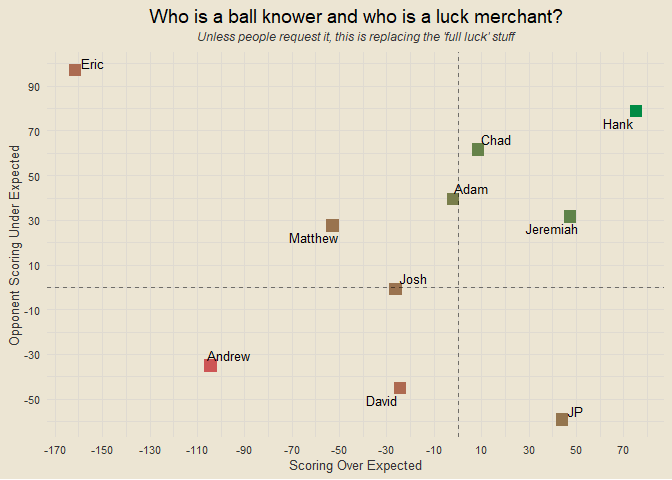 Who is a ball knower and who is a luck merchant?
Unless people request it, this is replacing the 'full luck' stuff
Opponent Scoring Under Expected
90
70
50
30
10
-10
-30
-50
Eric
Hank
Chad
Adam
Jeremiah
Matthew
Josh
Andrew
David
JP
-170
-150
-130
-110
-90
-70
-50
-30
-10
10
30
50
70
Scoring Over Expected